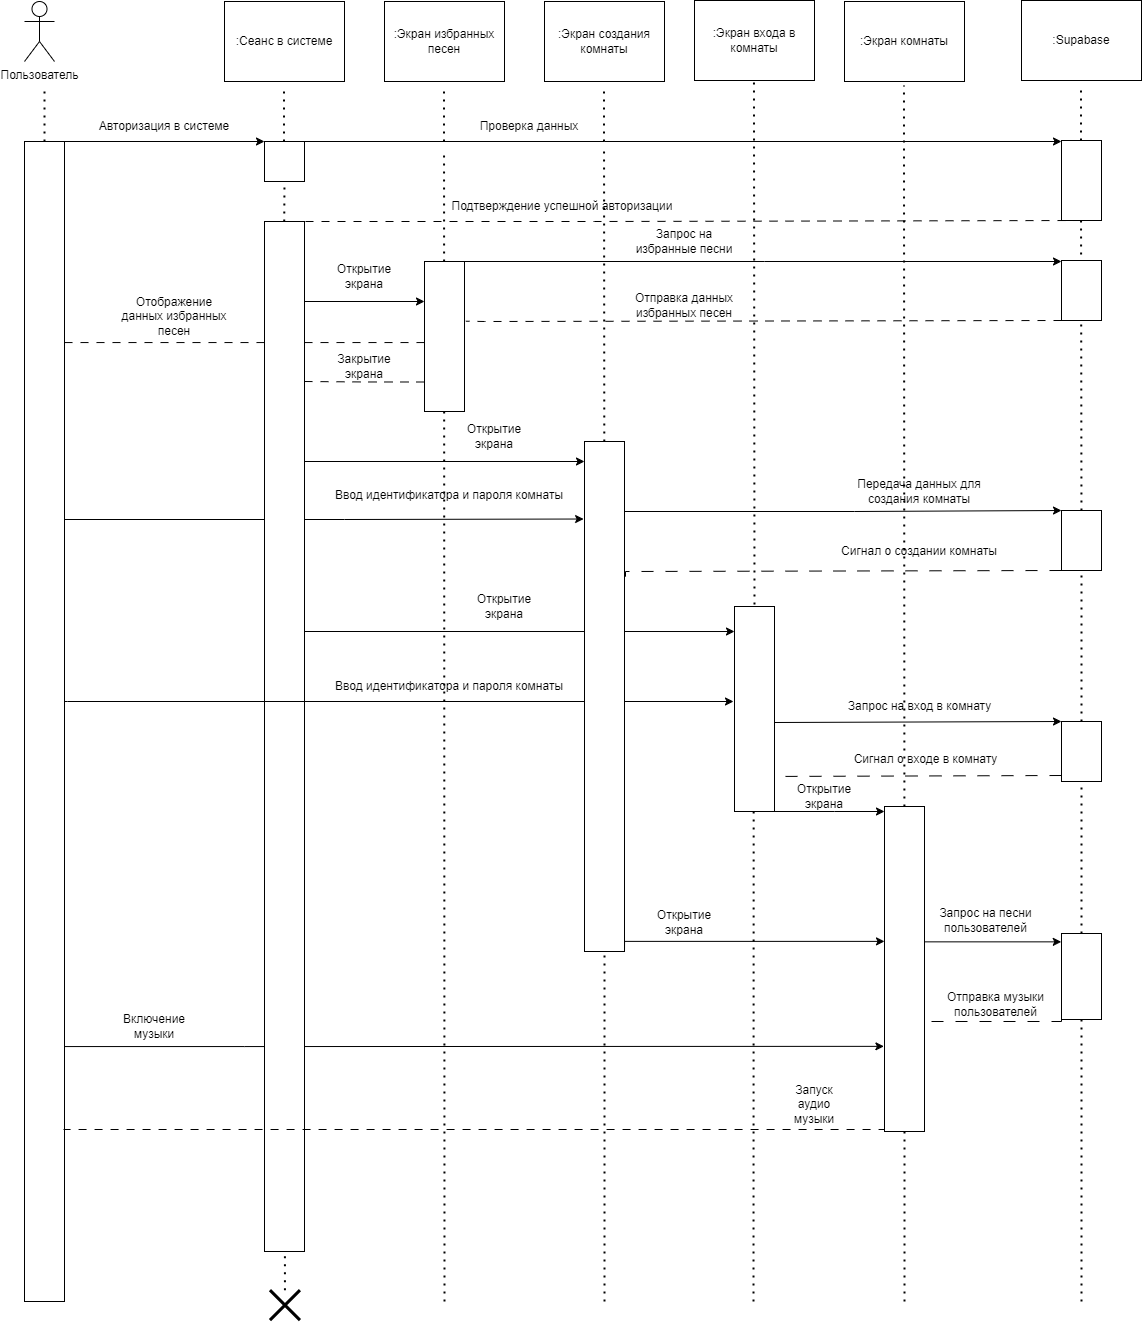 Пользователь
:Сеанс в системе
:Экран избранных
песен
:Экран создания
комнаты
:Экран входа в
комнаты
:Экран комнаты
:Supabase
Авторизация в системе
Проверка данных
Подтверждение успешной авторизации
Запрос на
избранные песни
Открытие
экрана
Отображение
данных избранных
песен
Отправка данных
избранных песен
Закрытие
экрана
Открытие
экрана
Ввод идентификатора и пароля комнаты
Передача данных для
создания комнаты
Сигнал о создании комнаты
Открытие
экрана
Ввод идентификатора и пароля комнаты
Запрос на вход в комнату
Сигнал о входе в комнату
Открытие
экрана
Открытие
экрана
Запрос на песни
пользователей
Отправка музыки
пользователей
Включение
музыки
Запуск
аудио
музыки